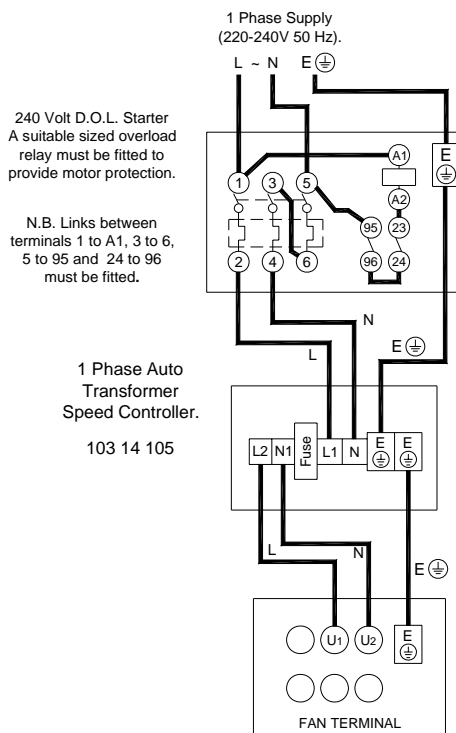 1 Phase Supply
(220-240V 50 Hz).
L ~ N E
240 Volt D.O.L. Starter
A suitable sized overload
relay must be fitted to
provide motor protection.
N.B. Links between
terminals 1 to A1, 3 to 6,
5 to 95 and 24 to 96
must be fitted.
A1
E
1 3 5
A2
95 23
2 4 6 96 24
N
L
E
1 Phase Auto
Transformer
Speed Controller.
103 14 105
L2 N1 Fuse L1 N E E
L N
E
U1 U2 E
FAN TERMINAL